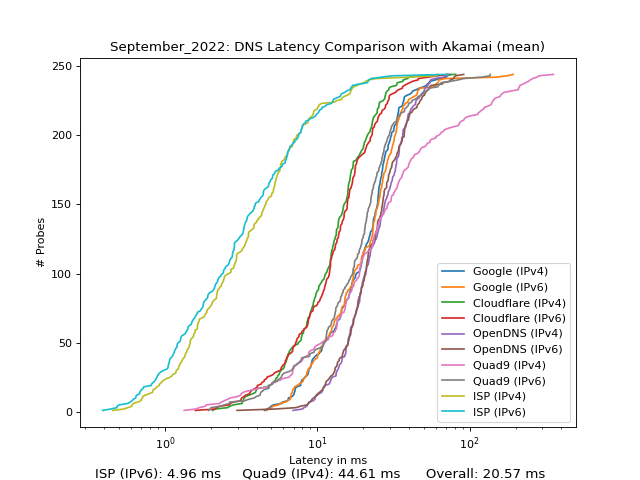 September_2022: DNS Latency Comparison with Akamai (mean)
250
200
150
100
50
0
# Probes
Google (IPv4)
Google (IPv6)
Cloudflare (IPv4)
Cloudflare (IPv6)
OpenDNS (IPv4)
OpenDNS (IPv6)
Quad9 (IPv4)
Quad9 (IPv6)
ISP (IPv4)
ISP (IPv6)
10⁰ 10¹ 10²
Latency in ms
ISP (IPv6): 4.96 ms Quad9 (IPv4): 44.61 ms Overall: 20.57 ms